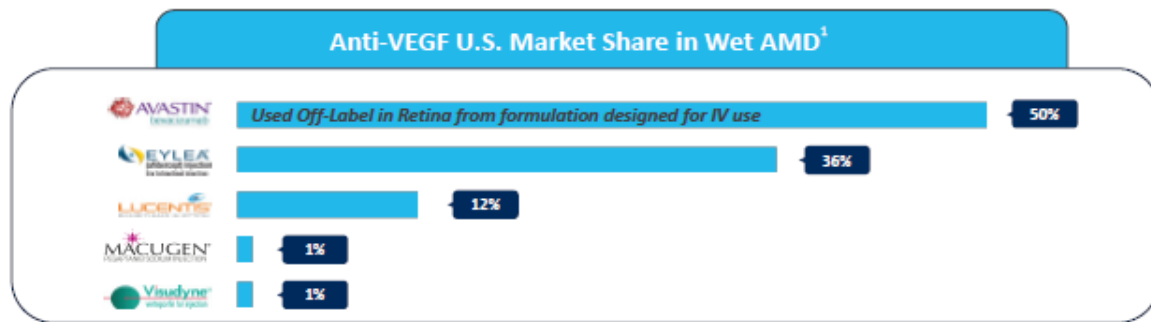 Anti-VEGF U.S. Market Share in Wet AMD¹
AVASTIN®
bevacizumab
Used Off-Label in Retina from formulation designed for IV use
50%
EYLEA®
36%
LUCENTIS®
12%
MACUGEN®
1%
Visudyne®
1%